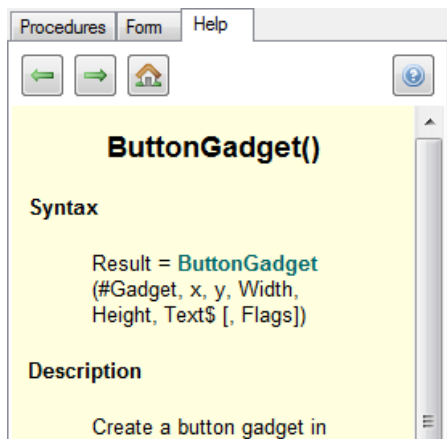 Procedures Form Help
ButtonGadget()
Syntax
Result = ButtonGadget
(#Gadget, x, y, Width,
Height, Text$ [, Flags])
Description
Create a button gadget in